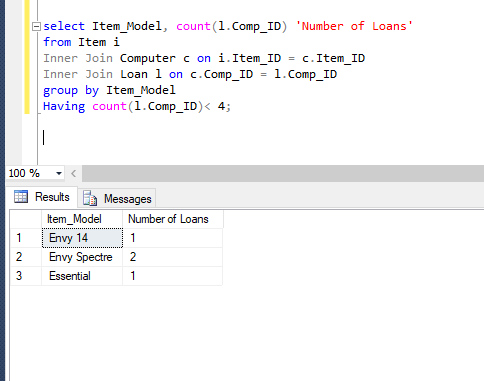 select Item_Model, count(l.Comp_ID) 'Number of Loans'
from Item i
Inner Join Computer c on i.Item_ID = c.Item_ID
Inner Join Loan l on c.Comp_ID = l.Comp_ID
group by Item_Model
Having count(l.Comp_ID)< 4;
100 %
Results Messages
Item_Model Number of Loans
1 Envy 14 1
2 Envy Spectre 2
3 Essential 1